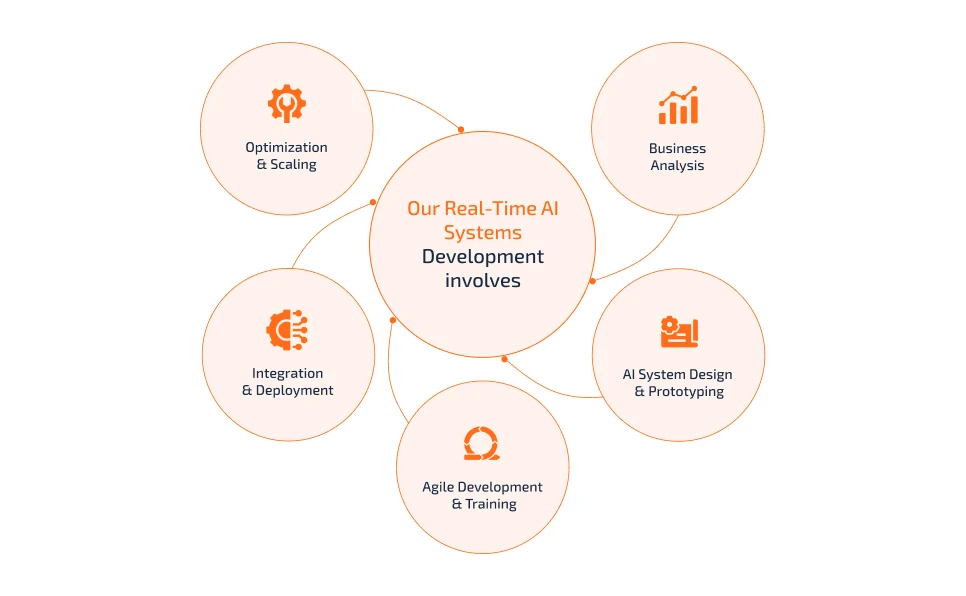 Our Real-Time AI
Systems
Development
involves
Business
Analysis
AI System Design
& Prototyping
Agile Development
& Training
Integration
& Deployment
Optimization
& Scaling